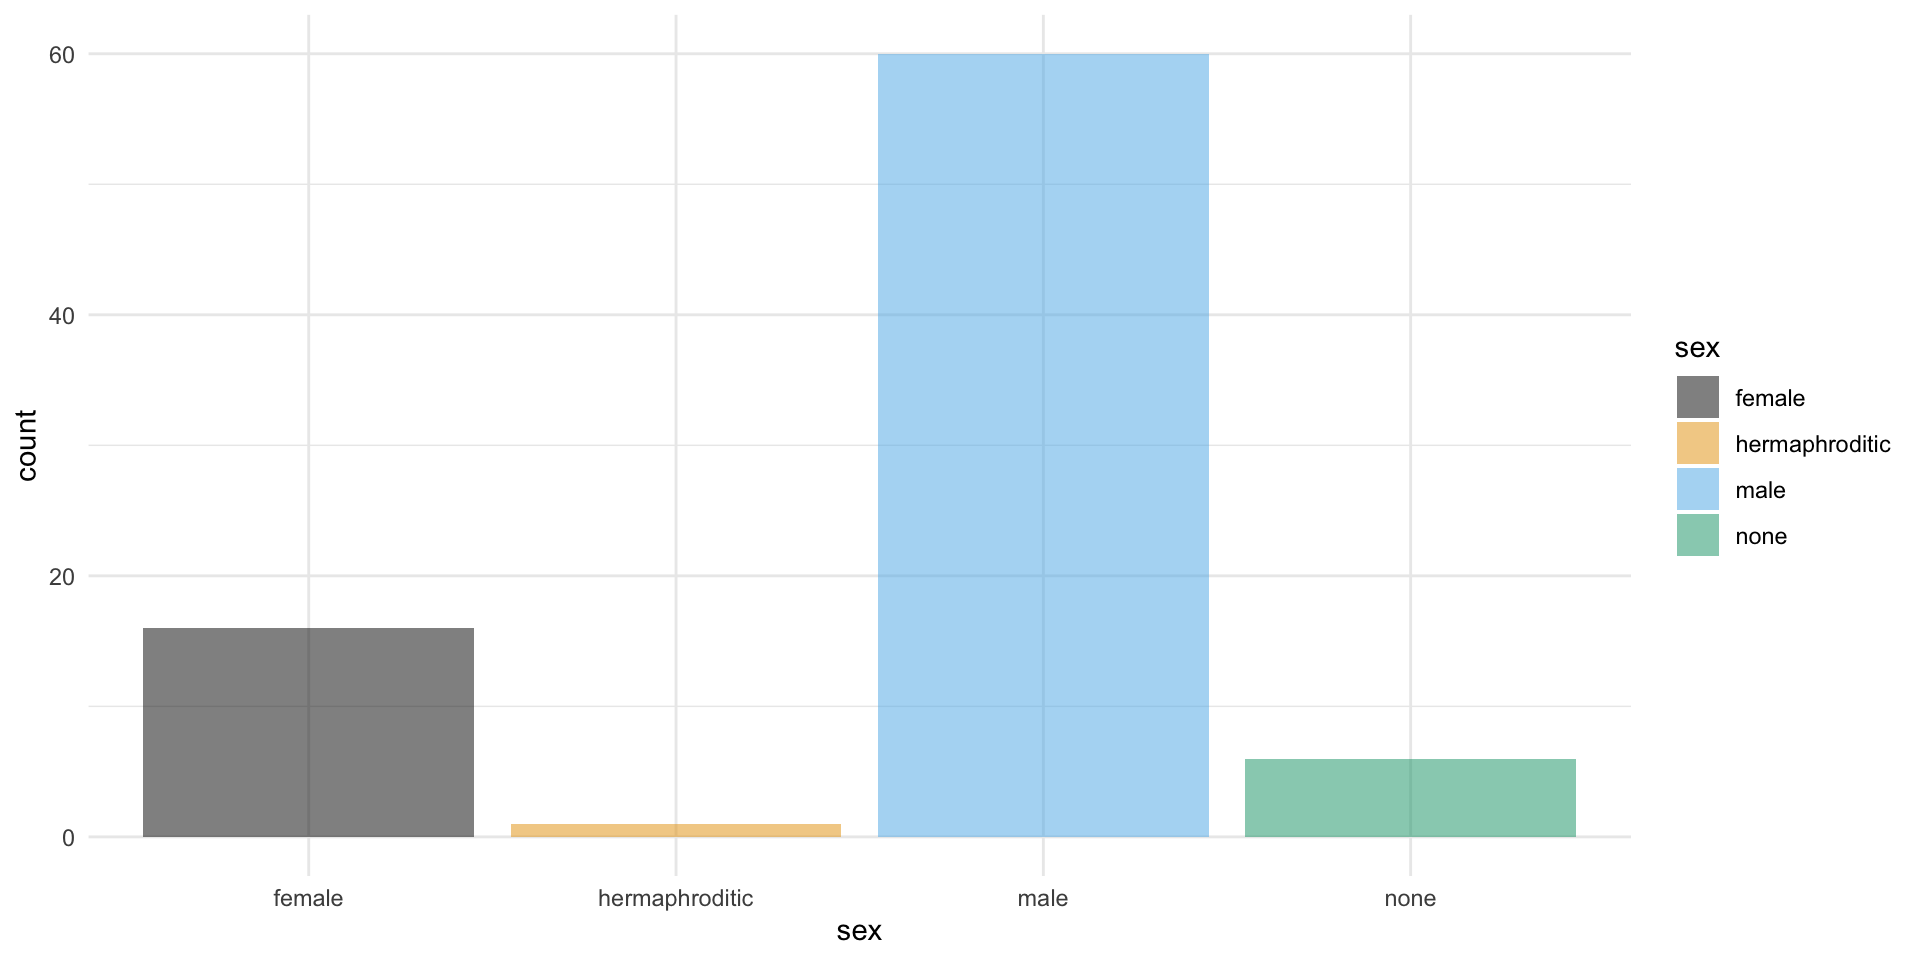 60
40
20
0
count
female
hermaphroditic
male
none
sex
sex
female
hermaphroditic
male
none